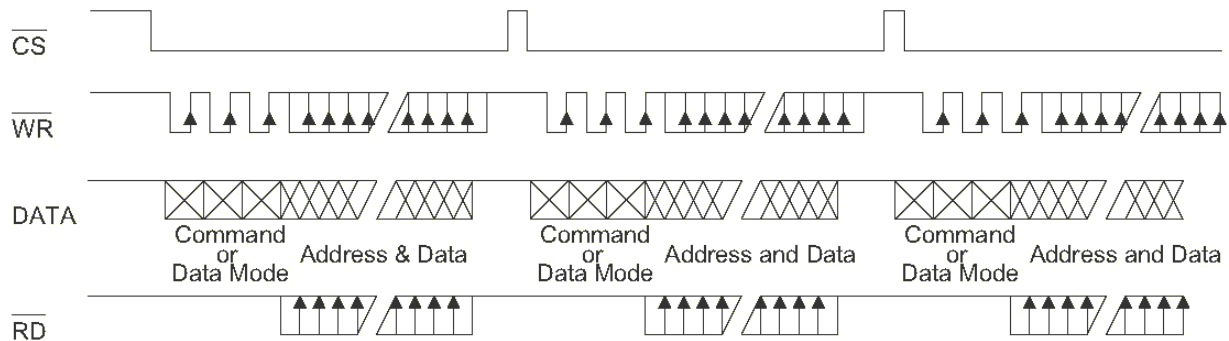 CS
WR
DATA
Command
or
Data Mode
Address & Data
Command
or
Data Mode
Address and Data
Command
or
Data Mode
Address and Data
RD